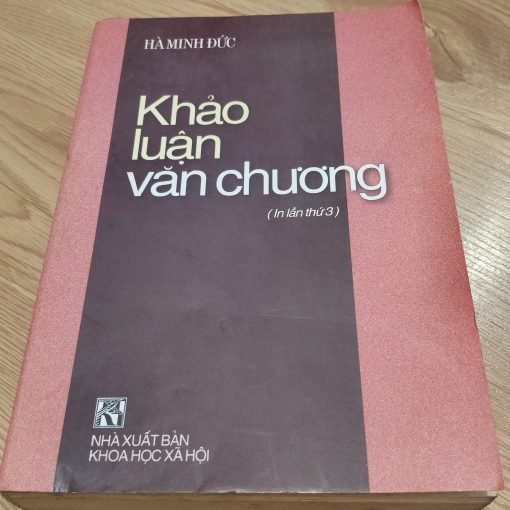 HÀ MINH ĐỨC
Khảo
luận
văn chương
( In lần thứ 3 )
NHÀ XUẤT BẢN
KHOA HỌC XÃ HỘI